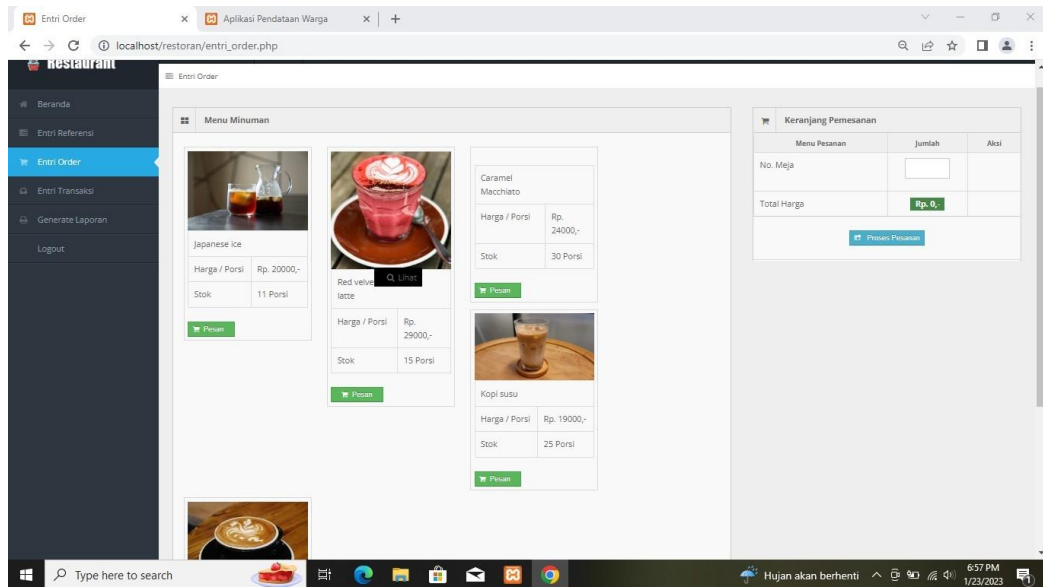 Entri Order
Aplikasi Pendataan Warga
localhost/restoran/entri_order.php
Restaurant
Entri Order
Beranda
Entri Referensi
Entri Order
Entri Transaksi
Generate Laporan
Logout
Menu Minuman
Japanese ice
Harga / Porsi Rp. 20000,-
Stok 11 Porsi
Pesan
Lihat
Red velve
latte
Harga / Porsi Rp.
29000,-
Stok 15 Porsi
Pesan
Caramel
Macchiato
Harga / Porsi Rp.
24000,-
Stok 30 Porsi
Pesan
Kopi susu
Harga / Porsi Rp. 19000,-
Stok 25 Porsi
Pesan
Keranjang Pemesanan
Menu Pesanan Jumlah Aksi
No. Meja
Total Harga Rp. 0,-
Proses Pesanan
Type here to search
Hujan akan berhenti
6:57 PM
1/23/2023